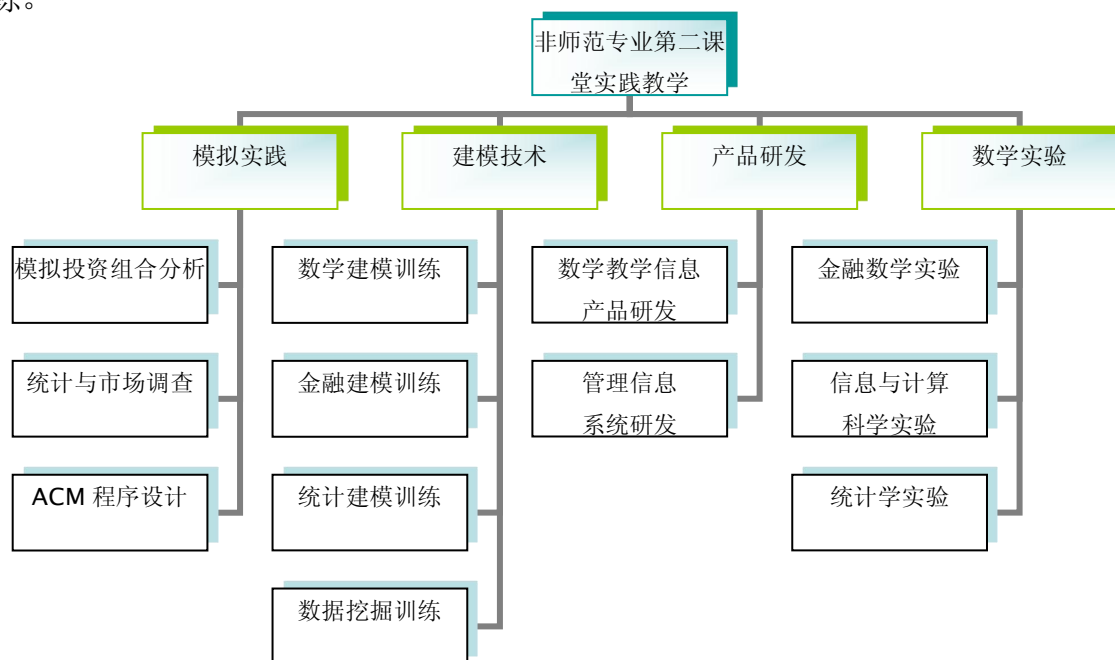 练。
非师范专业第二课
堂实践教学
模拟实践
建模技术
产品研发
数学实验
模拟投资组合分析
统计与市场调查
ACM 程序设计
数学建模训练
金融建模训练
统计建模训练
数据挖掘训练
数学教学信息
产品研发
管理信息
系统研发
金融数学实验
信息与计算
科学实验
统计学实验